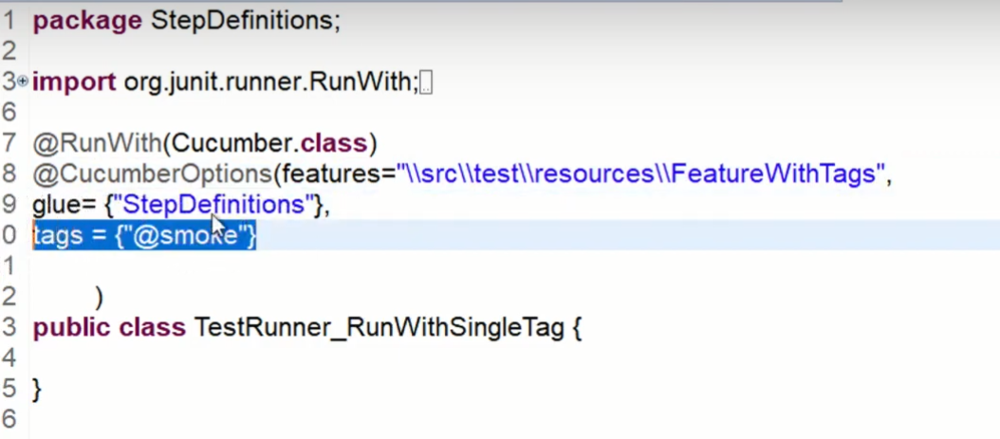 1 package StepDefinitions;
2
3 import org.junit.runner.RunWith;
6
7 @RunWith(Cucumber.class)
8 @CucumberOptions(features="\\src\\test\\resources\\FeatureWithTags",
9 glue= {"StepDefinitions"},
0 tags = {"@smoke"}
1
2 )
3 public class TestRunner_RunWithSingleTag {
4
5 }
6